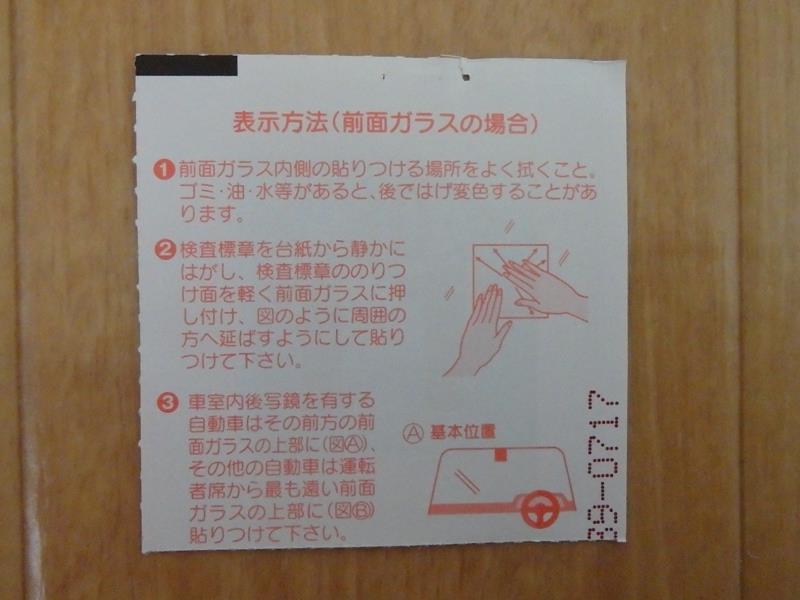 表示方法(前面ガラスの場合)
❶前面ガラス内側の貼りつける場所をよく拭くこと。
ゴミ・油・水等があると、後ではげ変色することがあ
ります。
❷検査標章を台紙から静かに
はがし、検査標章ののりつ
け面を軽く前面ガラスに押
し付け、図のように周囲の
方へ延ばすようにして貼り
つけて下さい。
❸車室内後写鏡を有する
自動車はその前方の前
面ガラスの上部に(図Ⓐ)、
その他の自動車は運転
者席から最も遠い前面
ガラスの上部に(図Ⓑ)
貼りつけて下さい。
Ⓐ 基本位置
39-0717